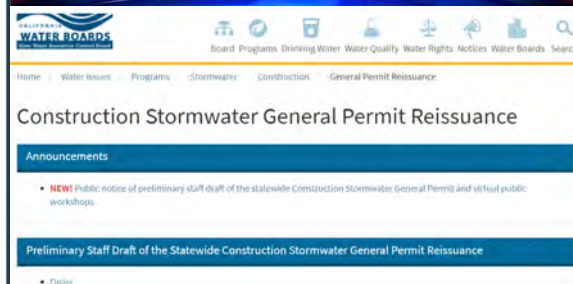 CALIFORNIA
WATER BOARDS
State Water Resources Control Board
Board Programs Drinking Water Water Quality Water Rights Notices Water Boards Searc
Home Water Issues Programs Stormwater Construction General Permit Reissuance
Construction Stormwater General Permit Reissuance
Announcements
• NEW! Public notice of preliminary staff draft of the statewide Construction Stormwater General Permit and virtual public
workshops.
Preliminary Staff Draft of the Statewide Construction Stormwater General Permit Reissuance
• Order